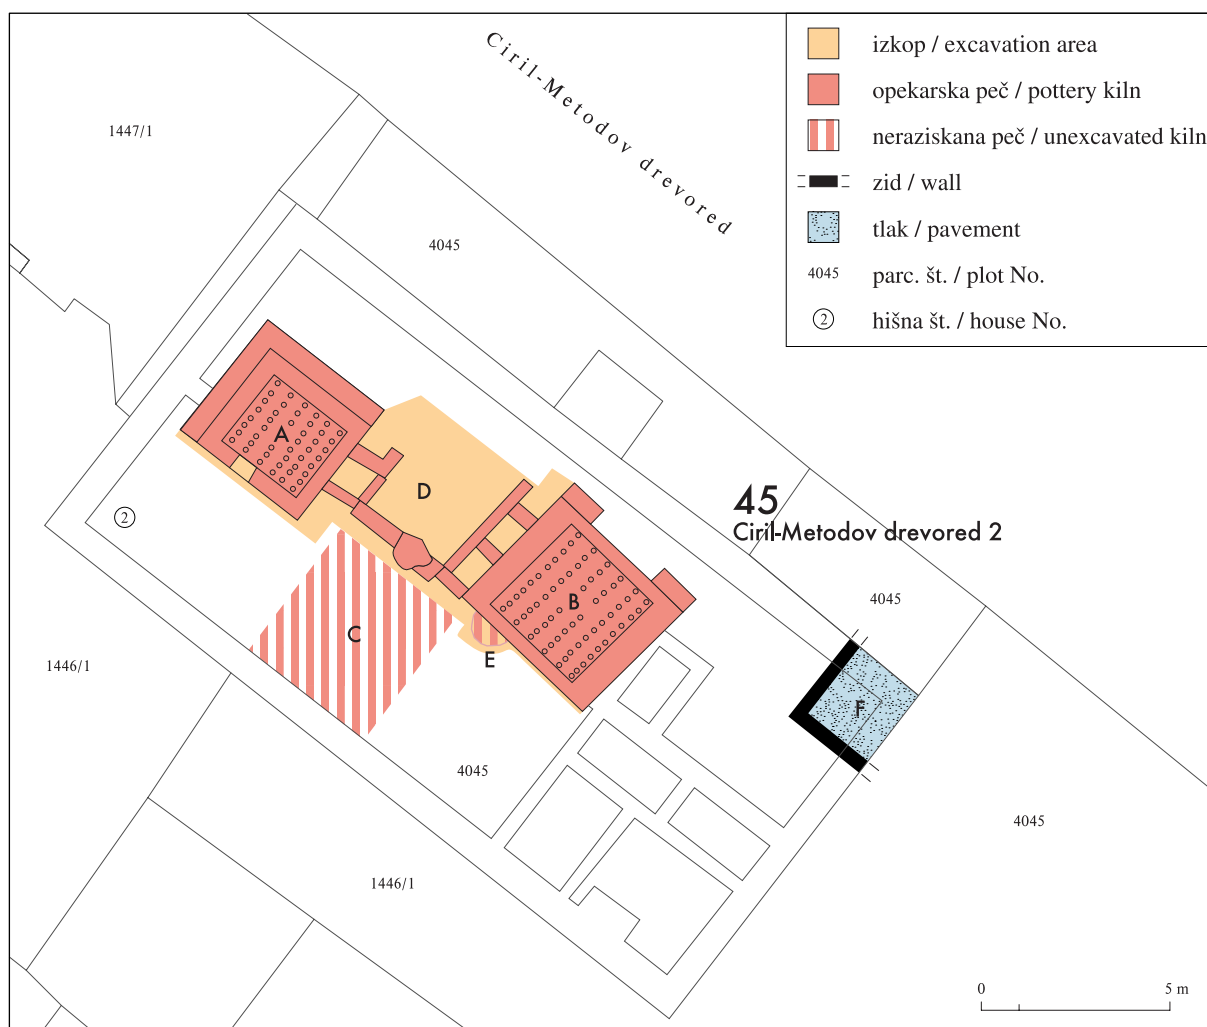 Ciril-Metodov drevored
izkop / excavation area
opekarska peč / pottery kiln
neraziskana peč / unexcavated kiln
zid / wall
tlak / pavement
4045 parc. št. / plot No.
2 hišna št. / house No.
1447/1
4045
A
D
45
Ciril-Metodov drevored 2
2
B
4045
C
E
1446/1
F
4045
4045
1446/1
0 5 m